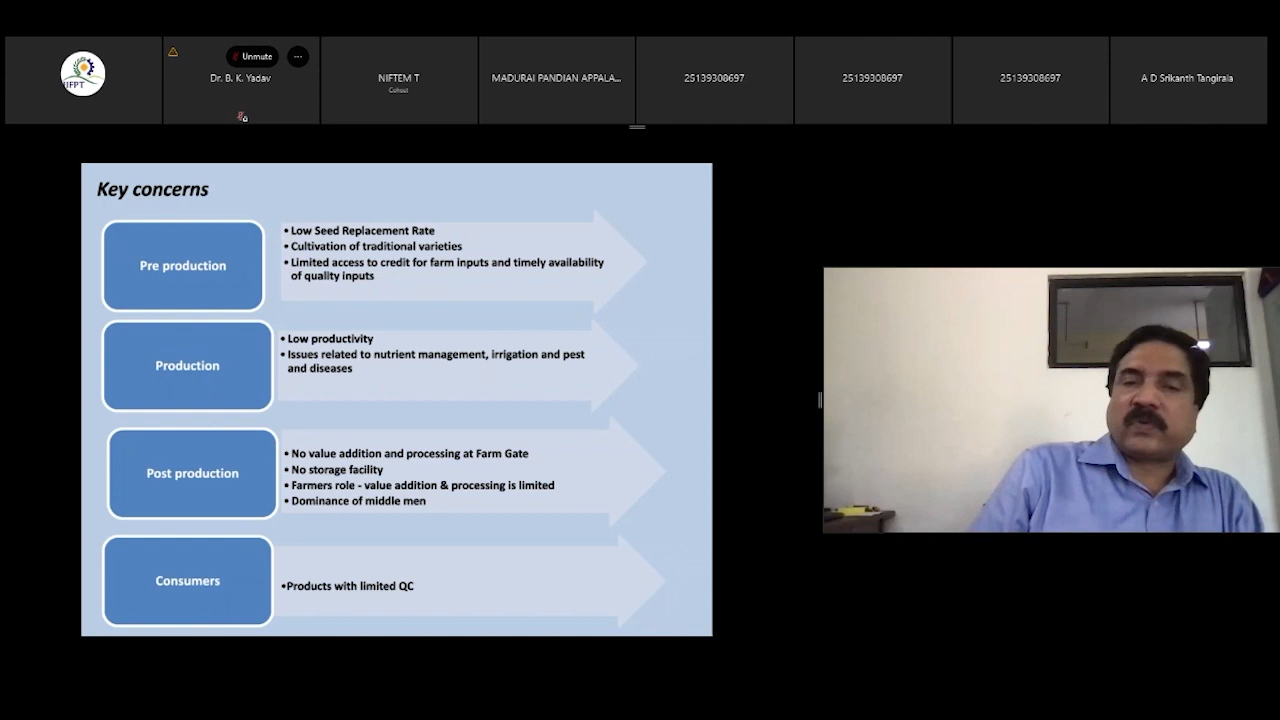 IIFPT
Unmute
Dr. B. K. Yadav
NIFTEM T
Cohost
MADURAI PANDIAN APPALA...
25139308697
25139308697
25139308697
A D Srikanth Tangirala
Key concerns
Pre production
• Low Seed Replacement Rate
• Cultivation of traditional varieties
• Limited access to credit for farm inputs and timely availability
of quality inputs
Production
• Low productivity
• Issues related to nutrient management, irrigation and pest
and diseases
Post production
• No value addition and processing at Farm Gate
• No storage facility
• Farmers role - value addition & processing is limited
• Dominance of middle men
Consumers
•Products with limited QC